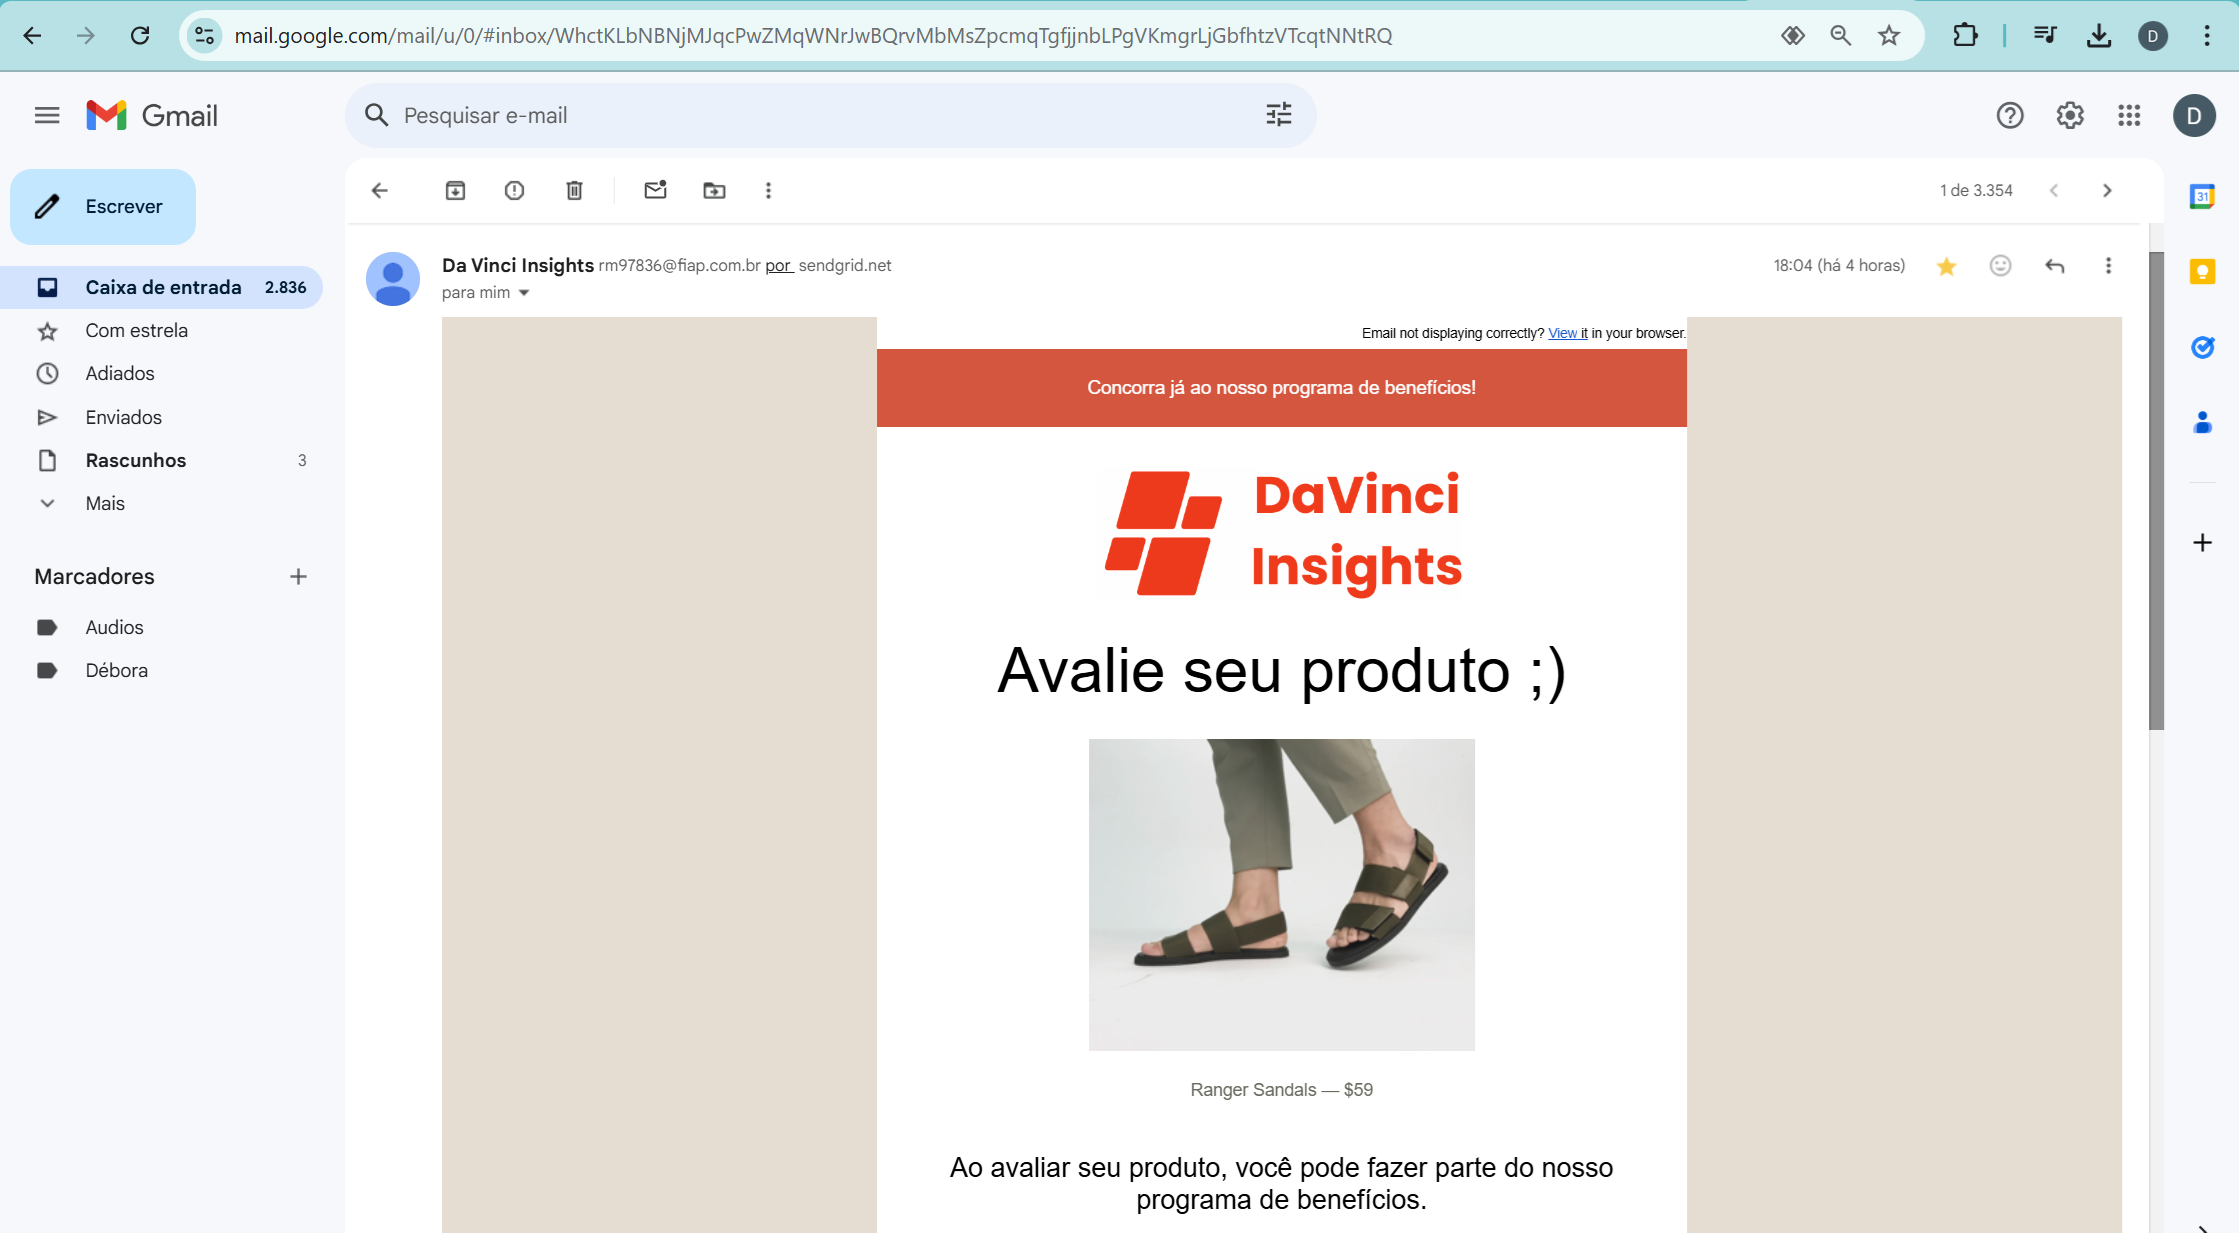 mail.google.com/mail/u/0/#inbox/WhctKLbNBNjMJqcPwZMqWNrJwBQrvMbMsZpcmqTgfjjnbLPgVKmgrLjGbfhtzVTcqtNNtRQ
D
Gmail
Pesquisar e-mail
D
Escrever
1 de 3.354
31
Caixa de entrada 2.836
Com estrela
Adiados
Enviados
Rascunhos 3
Mais
Marcadores
Audios
Débora
Da Vinci Insights rm97836@fiap.com.br por sendgrid.net
18:04 (há 4 horas)
para mim
Email not displaying correctly? View it in your browser.
Concorra já ao nosso programa de benefícios!
DaVinci
Insights
Avalie seu produto ;)
Ranger Sandals — $59
Ao avaliar seu produto, você pode fazer parte do nosso
programa de benefícios.